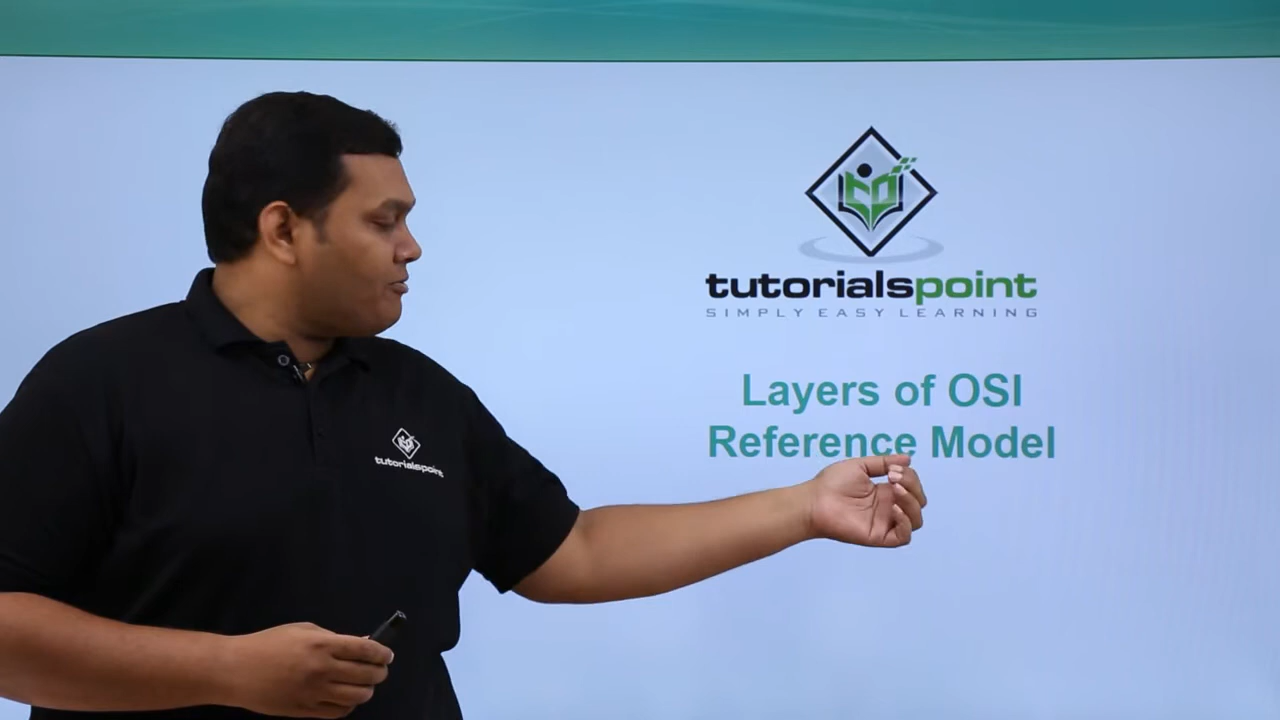 tutorialspoint
SIMPLY EASY LEARNING
Layers of OSI
Reference Model
tutorialspoint